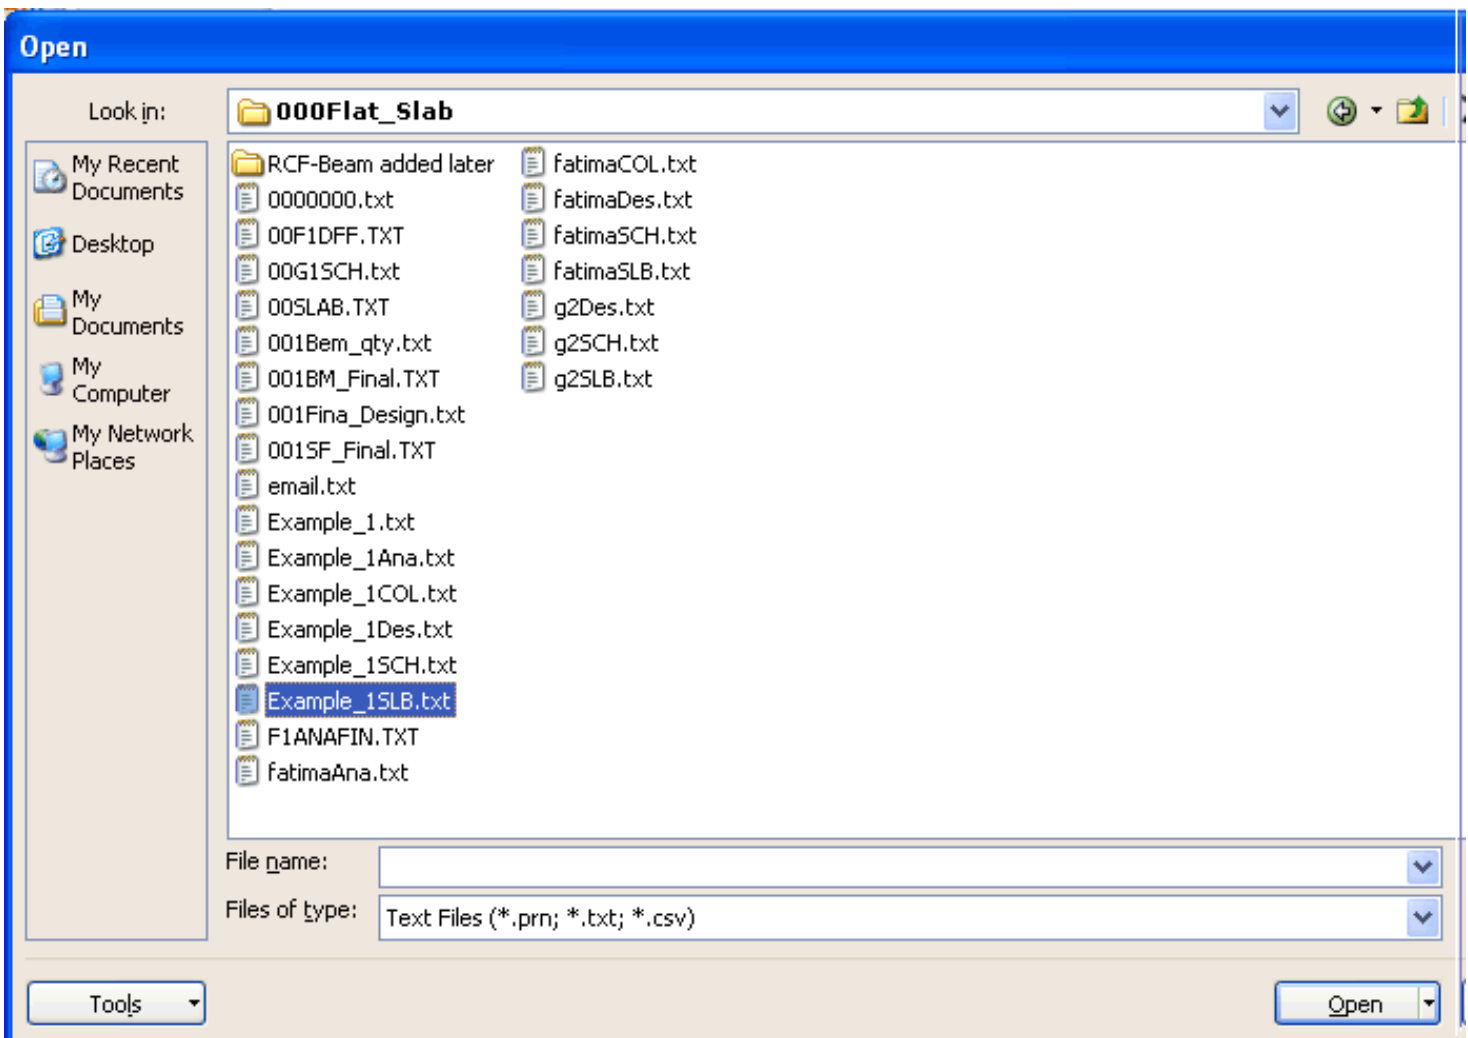 Open
Look in:
000Flat_Slab
My Recent
Documents
Desktop
My
Documents
My
Computer
My Network
Places
RCF-Beam added later
0000000.txt
00F1DFF.TXT
00G1SCH.txt
00SLAB.TXT
001Bem_qty.txt
001BM_Final.TXT
001Fina_Design.txt
001SF_Final.TXT
email.txt
Example_1.txt
Example_1Ana.txt
Example_1COL.txt
Example_1Des.txt
Example_1SCH.txt
Example_1SLB.txt
F1ANAFIN.TXT
fatimaAna.txt
fatimaCOL.txt
fatimaDes.txt
fatimaSCH.txt
fatimaSLB.txt
g2Des.txt
g2SCH.txt
g2SLB.txt
File name:
Files of type:
Text Files (*.prn; *.txt; *.csv)
Tools
Open